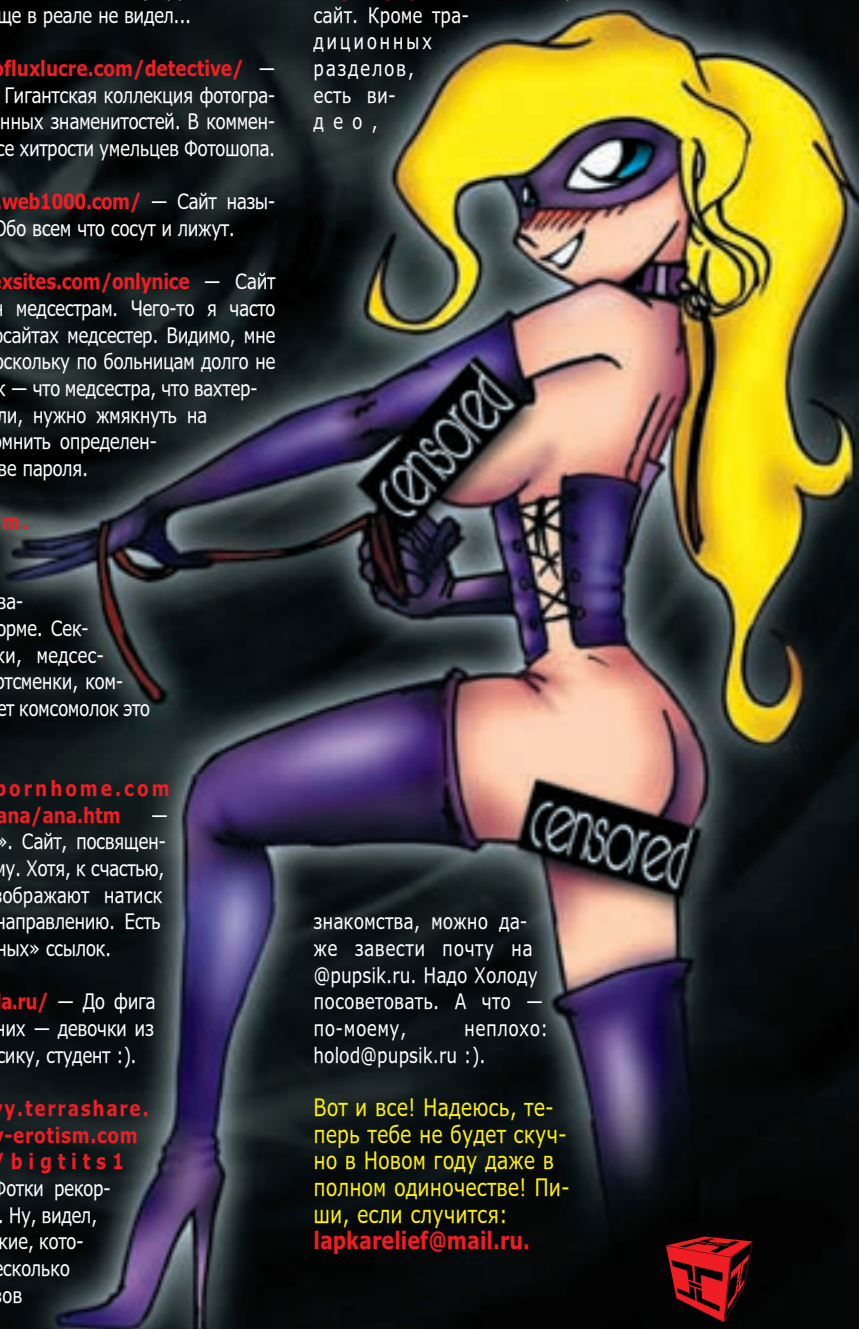 ще в реале не видел...
ofluxlucre.com/detective/ —
Гигантская коллекция фотогра-
нных знаменитостей. В коммен-
се хитрости умельцев Фотошопа.
.web1000.com/ — Сайт назы-
Обо всем что сосут и лижут.
exsites.com/onlynice — Сайт
н медсестрам. Чего-то я часто
осайтах медсестер. Видимо, мне
оскольку по больницам долго не
к — что медсестра, что вахтер-
ли, нужно жмякнуть на
омнить определен-
ве пароля.
m.
ва-
орме. Сек-
ки, медсес-
ртсменки, ком-
ет комсомолок это
pornhome.com
ana/ana.htm —
». Сайт, посвящен-
му. Хотя, к счастью,
зображают натиск
направлению. Есть
ных» ссылок.
la.ru/ — До фига
них — девочки из
сику, студент :).
vy.terrashare.
y-erotism.com
/bigtits1
Фотки рекор-
. Ну, видел,
кие, кото-
есколько
зов
сайт. Кроме тра-
диционных
разделов,
есть ви-
део,
censored
censored
знакомства, можно да-
же завести почту на
@pupsik.ru. Надо Холоду
посоветовать. А что —
по-моему, неплохо:
holod@pupsik.ru :).
Вот и все! Надеюсь, те-
перь тебе не будет скуч-
но в Новом году даже в
полном одиночестве! Пи-
ши, если случится:
lapkarelief@mail.ru.